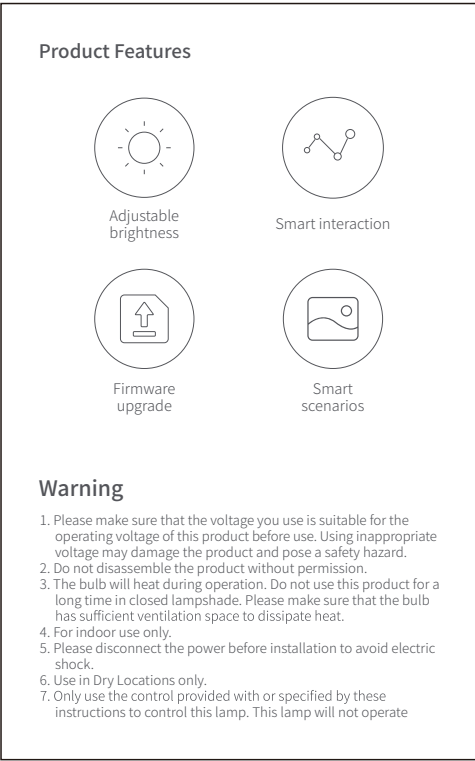 Product Features
Adjustable
brightness
Smart interaction
Firmware
upgrade
Smart
scenarios
Warning
1. Please make sure that the voltage you use is suitable for the
operating voltage of this product before use. Using inappropriate
voltage may damage the product and pose a safety hazard.
2. Do not disassemble the product without permission.
3. The bulb will heat during operation. Do not use this product for a
long time in closed lampshade. Please make sure that the bulb
has sufficient ventilation space to dissipate heat.
4. For indoor use only.
5. Please disconnect the power before installation to avoid electric
shock.
6. Use in Dry Locations only.
7. Only use the control provided with or specified by these
instructions to control this lamp. This lamp will not operate